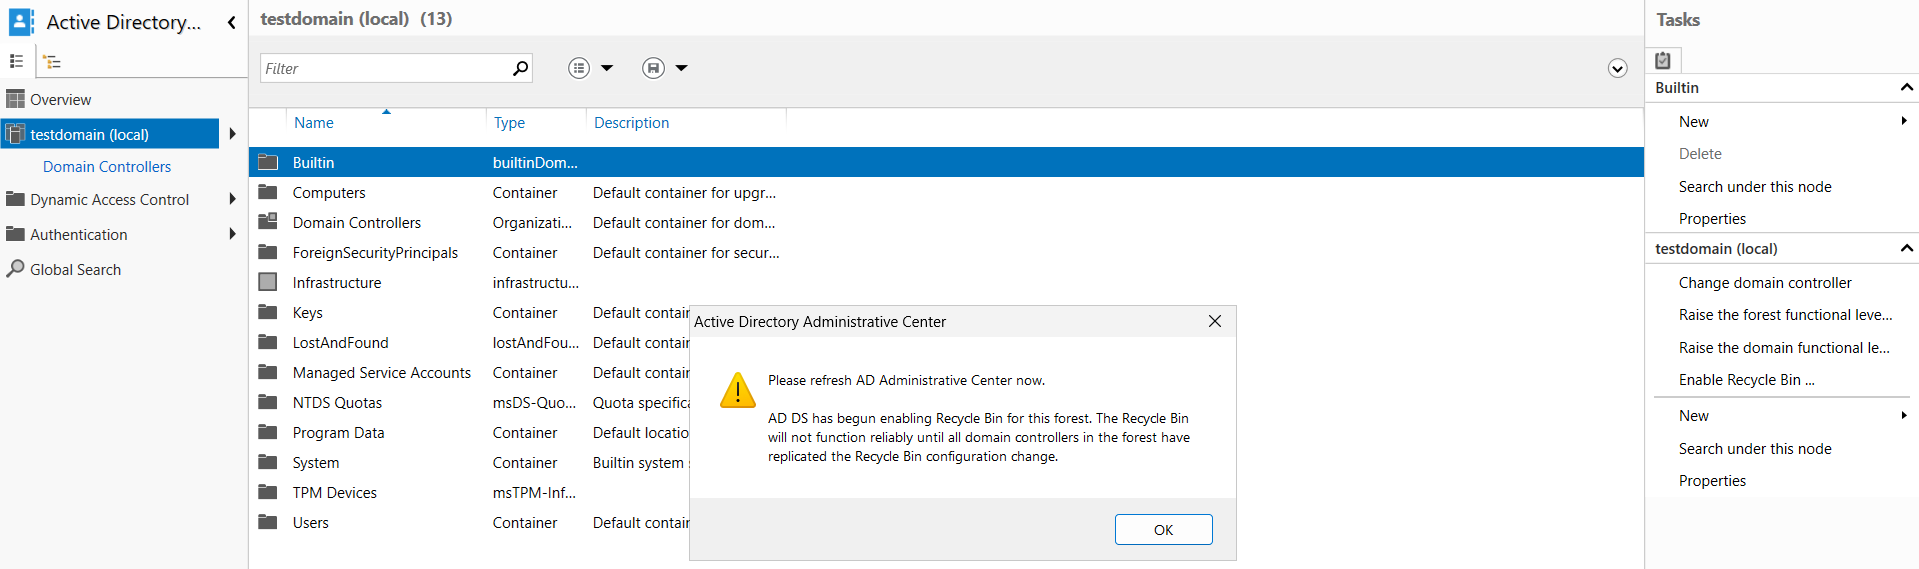 Active Directory...
Overview
testdomain (local)
Domain Controllers
Dynamic Access Control
Authentication
Global Search
testdomain (local) (13)
Filter
Name Type Description
Builtin builtinDom...
Computers Container Default container for upgr...
Domain Controllers Organizati... Default container for dom...
ForeignSecurityPrincipals Container Default container for secur...
Infrastructure infrastructu...
Keys Container Default contain
LostAndFound lostAndFou... Default contain
Managed Service Accounts Container Default contain
NTDS Quotas msDS-Quo... Quota specifica
Program Data Container Default locatio
System Container Builtin system
TPM Devices msTPM-Inf...
Users Container Default contain
Active Directory Administrative Center
Please refresh AD Administrative Center now.
AD DS has begun enabling Recycle Bin for this forest. The Recycle Bin
will not function reliably until all domain controllers in the forest have
replicated the Recycle Bin configuration change.
OK
Tasks
Builtin
New
Delete
Search under this node
Properties
testdomain (local)
Change domain controller
Raise the forest functional leve...
Raise the domain functional le...
Enable Recycle Bin ...
New
Search under this node
Properties